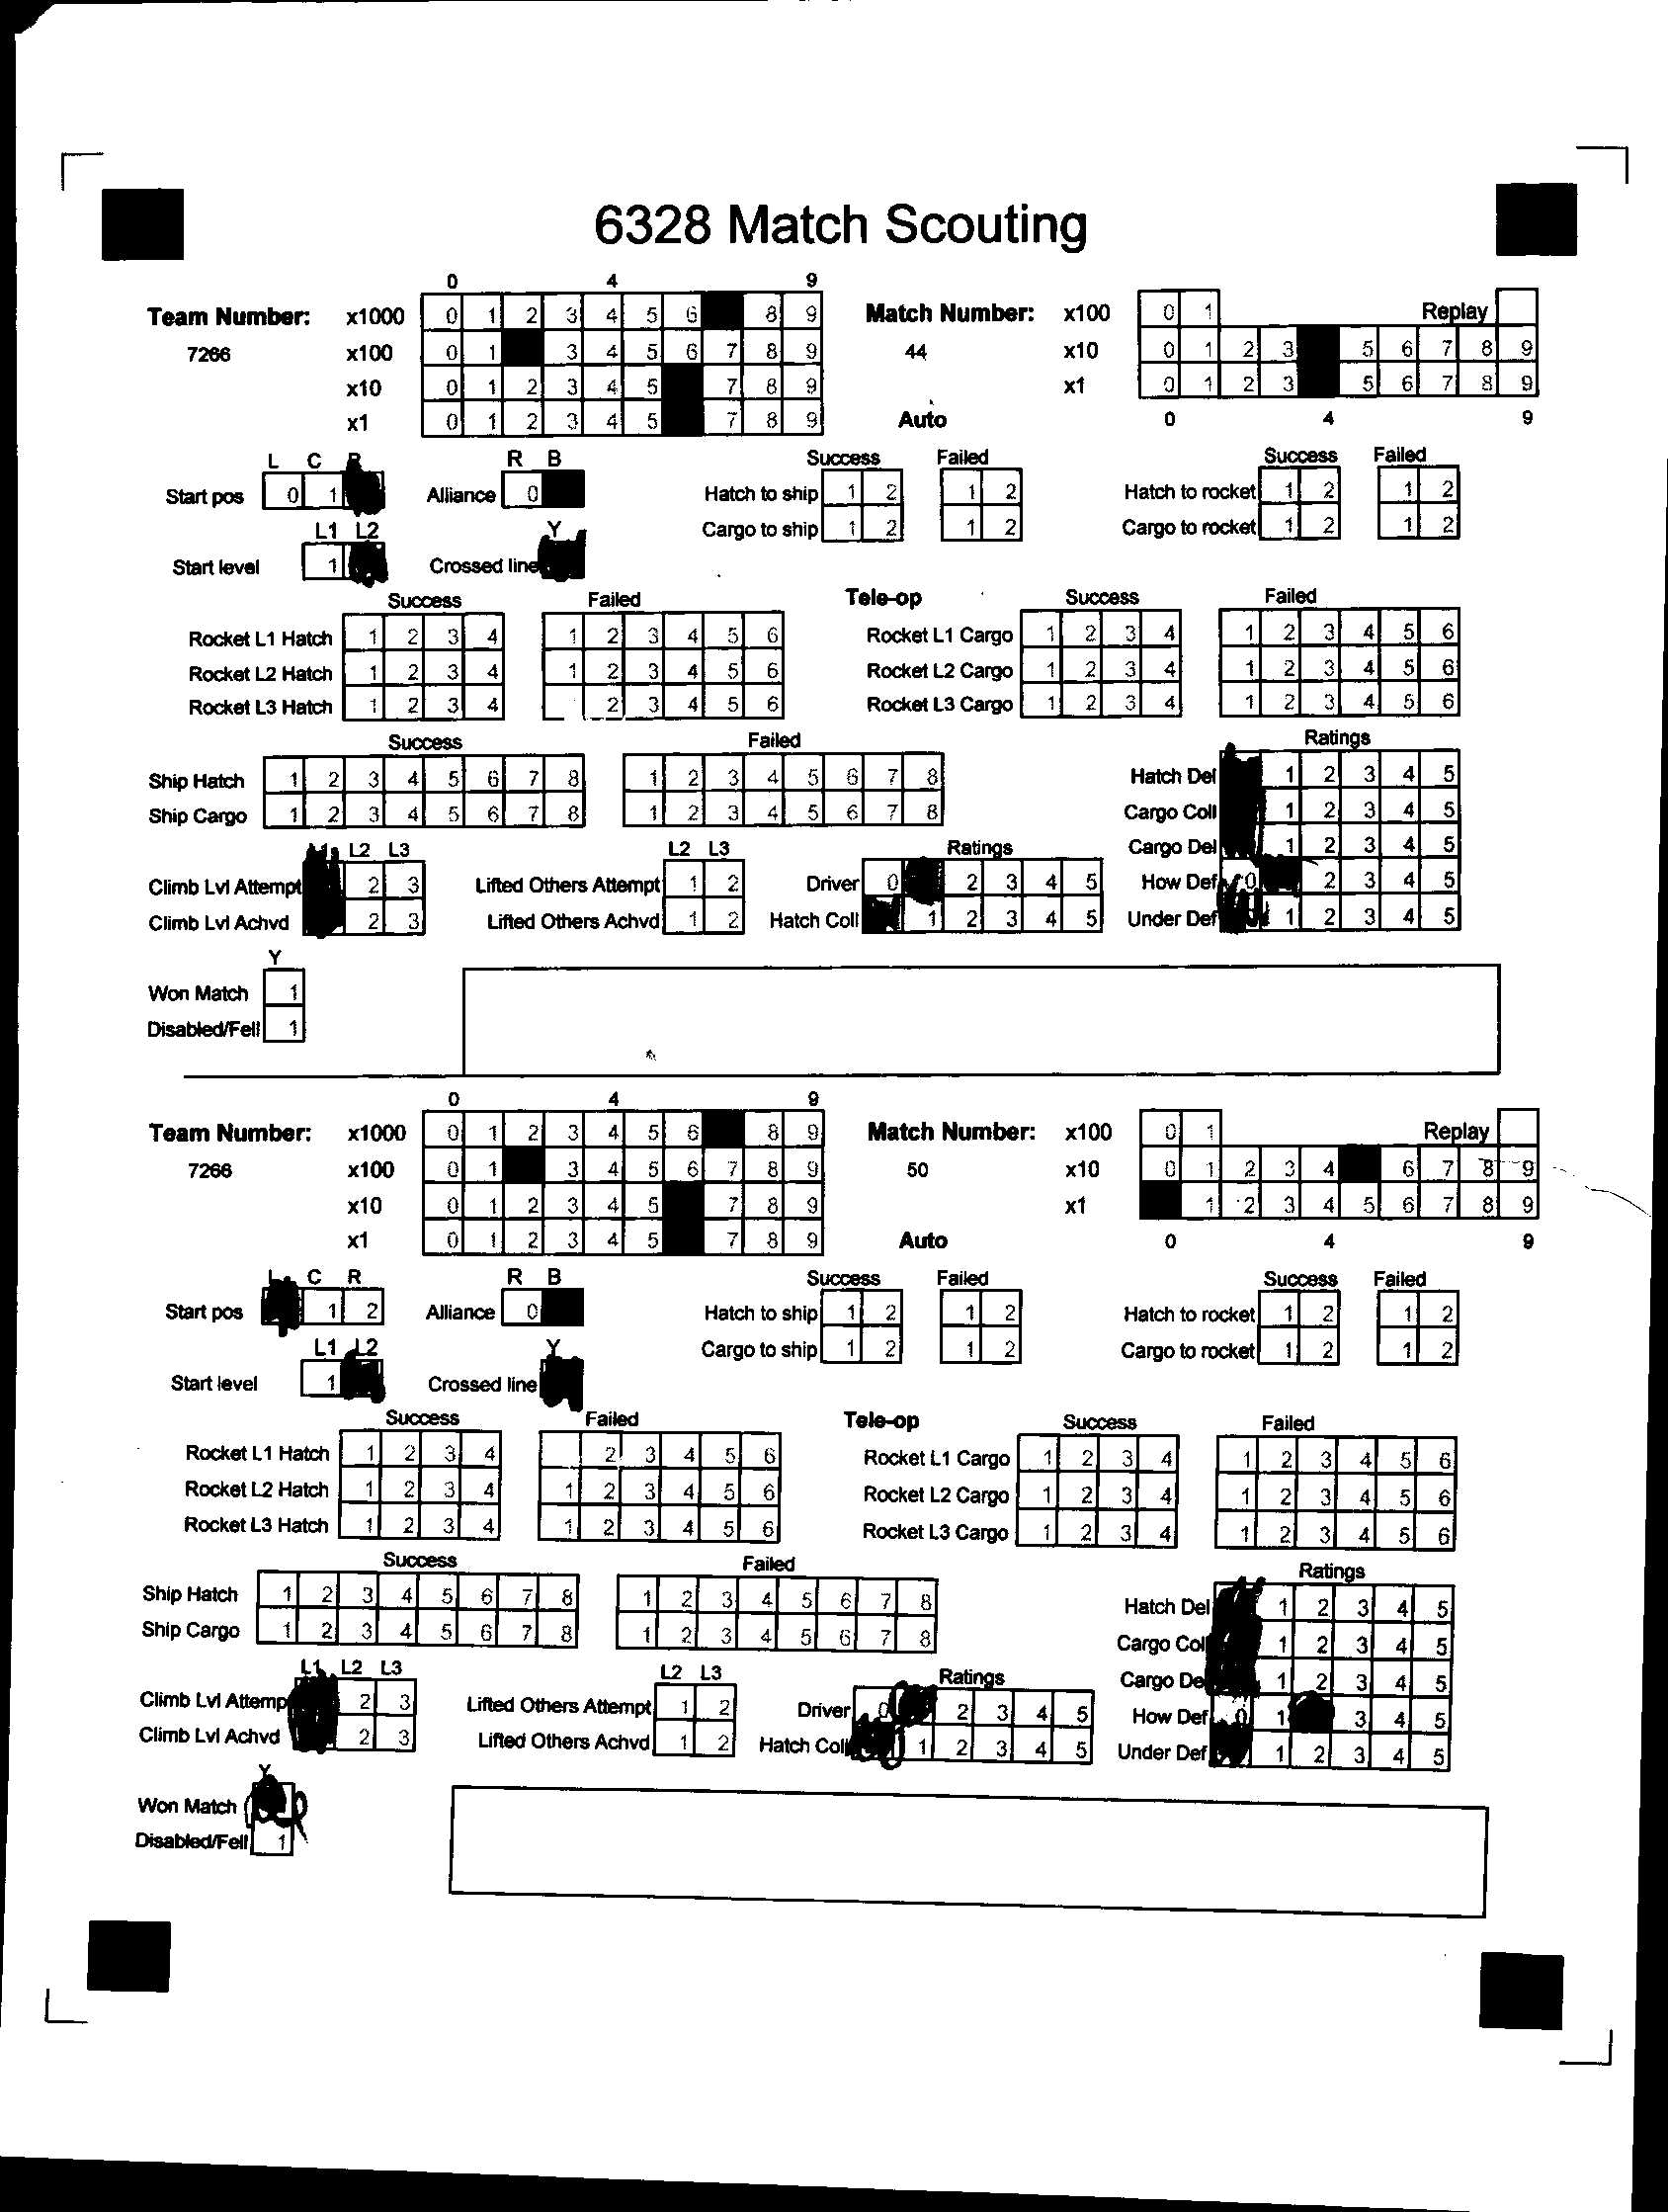 6328 Match Scouting
0 4 9
Team Number: x1000 0 1 2 3 4 5 6 8 9 Match Number: x100 0 1 Replay
7266 x100 0 1 3 4 5 6 7 8 9 44 x10 0 1 2 3 5 6 7 8 9
x10 0 1 2 3 4 5 7 8 9 x1 0 1 2 3 5 6 7 8 9
x1 0 1 2 3 4 5 7 8 9 Auto 0 4 9
L C R B Success Failed Success Failed
Start pos 0 1 Alliance 0 Hatch to ship 1 2 1 2 Hatch to rocket 1 2 1 2
L1 L2 Y Cargo to ship 1 2 1 2 Cargo to rocket 1 2 1 2
Start level 1 Crossed line
Success Failed Tele-op Success Failed
Rocket L1 Hatch 1 2 3 4 1 2 3 4 5 6 Rocket L1 Cargo 1 2 3 4 1 2 3 4 5 6
Rocket L2 Hatch 1 2 3 4 1 2 3 4 5 6 Rocket L2 Cargo 1 2 3 4 1 2 3 4 5 6
Rocket L3 Hatch 1 2 3 4 2 3 4 5 6 Rocket L3 Cargo 1 2 3 4 1 2 3 4 5 6
Success Failed Ratings
Ship Hatch 1 2 3 4 5 6 7 8 1 2 3 4 5 6 7 8 Hatch Del 1 2 3 4 5
Ship Cargo 1 2 3 4 5 6 7 8 1 2 3 4 5 6 7 8 Cargo Coll 1 2 3 4 5
L2 L3 L2 L3 Ratings Cargo Del 1 2 3 4 5
Climb Lvl Attempt 2 3 Lifted Others Attempt 1 2 Driver 0 2 3 4 5 How Def 0 2 3 4 5
Climb Lvl Achvd 2 3 Lifted Others Achvd 1 2 Hatch Coll 1 2 3 4 5 Under Def 1 2 3 4 5
Y
Won Match 1
Disabled/Fell 1
0 4 9
Team Number: x1000 0 1 2 3 4 5 6 8 9 Match Number: x100 0 1 Replay
7266 x100 0 1 3 4 5 6 7 8 9 50 x10 0 1 2 3 4 6 7 8 9
x10 0 1 2 3 4 5 7 8 9 x1 1 2 3 4 5 6 7 8 9
x1 0 1 2 3 4 5 7 8 9 Auto 0 4 9
C R R B Success Failed Success Failed
Start pos 1 2 Alliance 0 Hatch to ship 1 2 1 2 Hatch to rocket 1 2 1 2
L1 L2 Y Cargo to ship 1 2 1 2 Cargo to rocket 1 2 1 2
Start level 1 Crossed line
Success Failed Tele-op Success Failed
Rocket L1 Hatch 1 2 3 4 2 3 4 5 6 Rocket L1 Cargo 1 2 3 4 1 2 3 4 5 6
Rocket L2 Hatch 1 2 3 4 1 2 3 4 5 6 Rocket L2 Cargo 1 2 3 4 1 2 3 4 5 6
Rocket L3 Hatch 1 2 3 4 1 2 3 4 5 6 Rocket L3 Cargo 1 2 3 4 1 2 3 4 5 6
Success Failed Ratings
Ship Hatch 1 2 3 4 5 6 7 8 1 2 3 4 5 6 7 8 Hatch Del 1 2 3 4 5
Ship Cargo 1 2 3 4 5 6 7 8 1 2 3 4 5 6 7 8 Cargo Col 1 2 3 4 5
L1 L2 L3 L2 L3 Ratings Cargo De 1 2 3 4 5
Climb Lvl Attemp 2 3 Lifted Others Attempt 1 2 Driver 0 2 3 4 5 How Def 0 1 3 4 5
Climb Lvl Achvd 2 3 Lifted Others Achvd 1 2 Hatch Coll 1 2 3 4 5 Under Def 1 2 3 4 5
Y
Won Match
Disabled/Fell 1